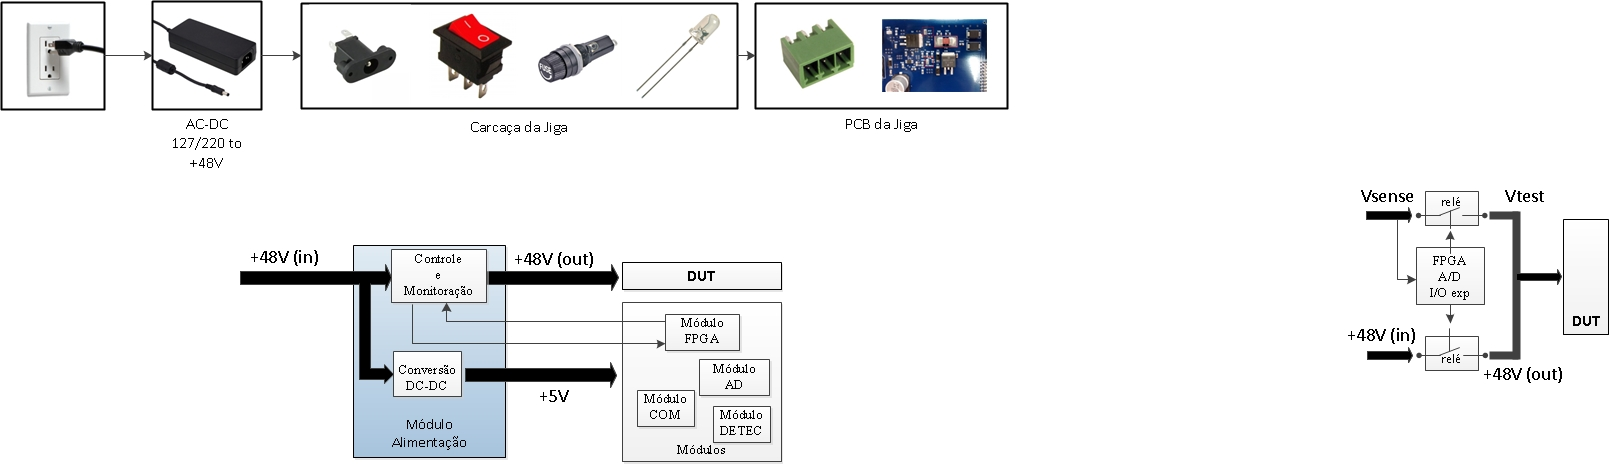 AC-DC
127/220 to
+48V
Carcaça da Jiga
PCB da Jiga
+48V (in)
Controle
e
Monitoração
+48V (out)
DUT
Módulo
FPGA
Conversão
DC-DC
+5V
Módulo
AD
Módulo
COM
Módulo
DETEC
Módulos
Módulo
Alimentação
Vsense
relé
Vtest
FPGA
A/D
I/O exp
DUT
+48V (in)
relé
+48V (out)
FUSE